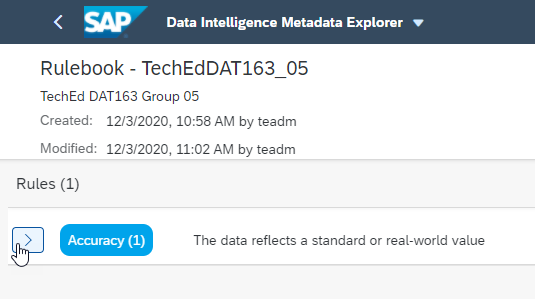 SAP Data Intelligence Metadata Explorer
Rulebook - TechEdDAT163_05
TechEd DAT163 Group 05
Created: 12/3/2020, 10:58 AM by teadm
Modified: 12/3/2020, 11:02 AM by teadm
Rules (1)
Accuracy (1) The data reflects a standard or real-world value